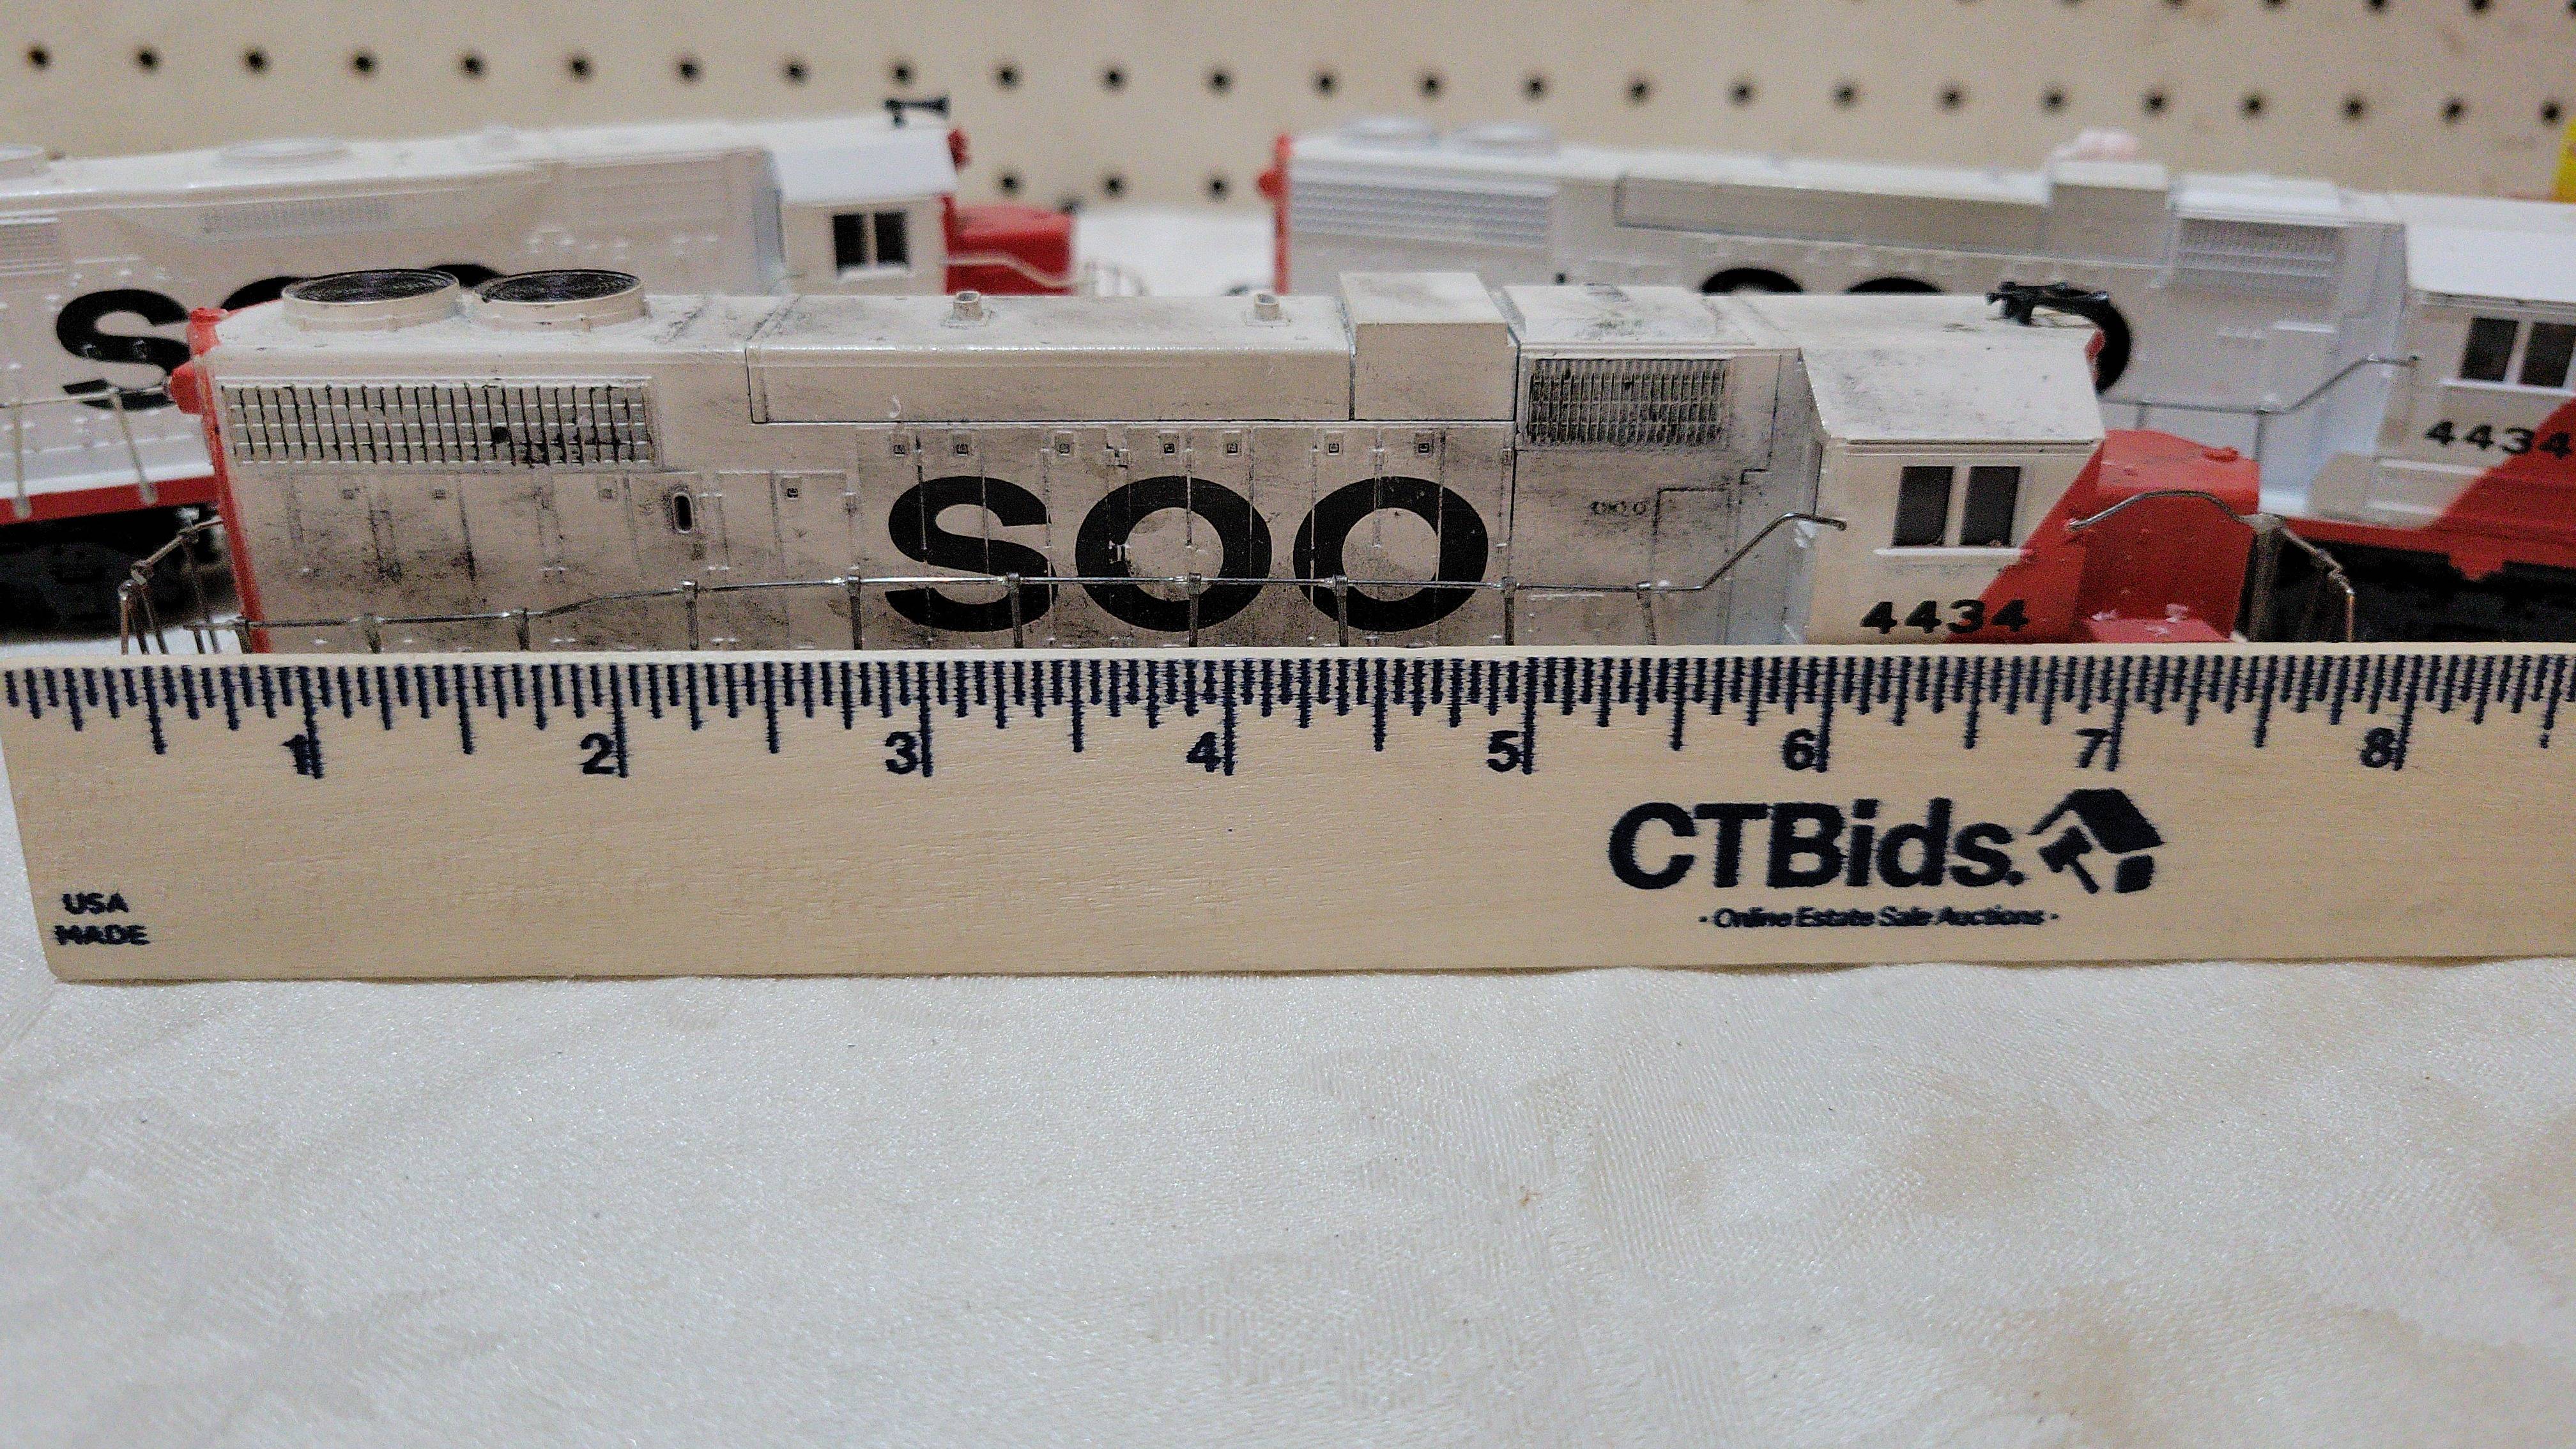 SOO
SOO
4434
4434
1 2 3 4 5 6 7 8
CTBids.
• Online Estate Sale Auctions •
USA
MADE